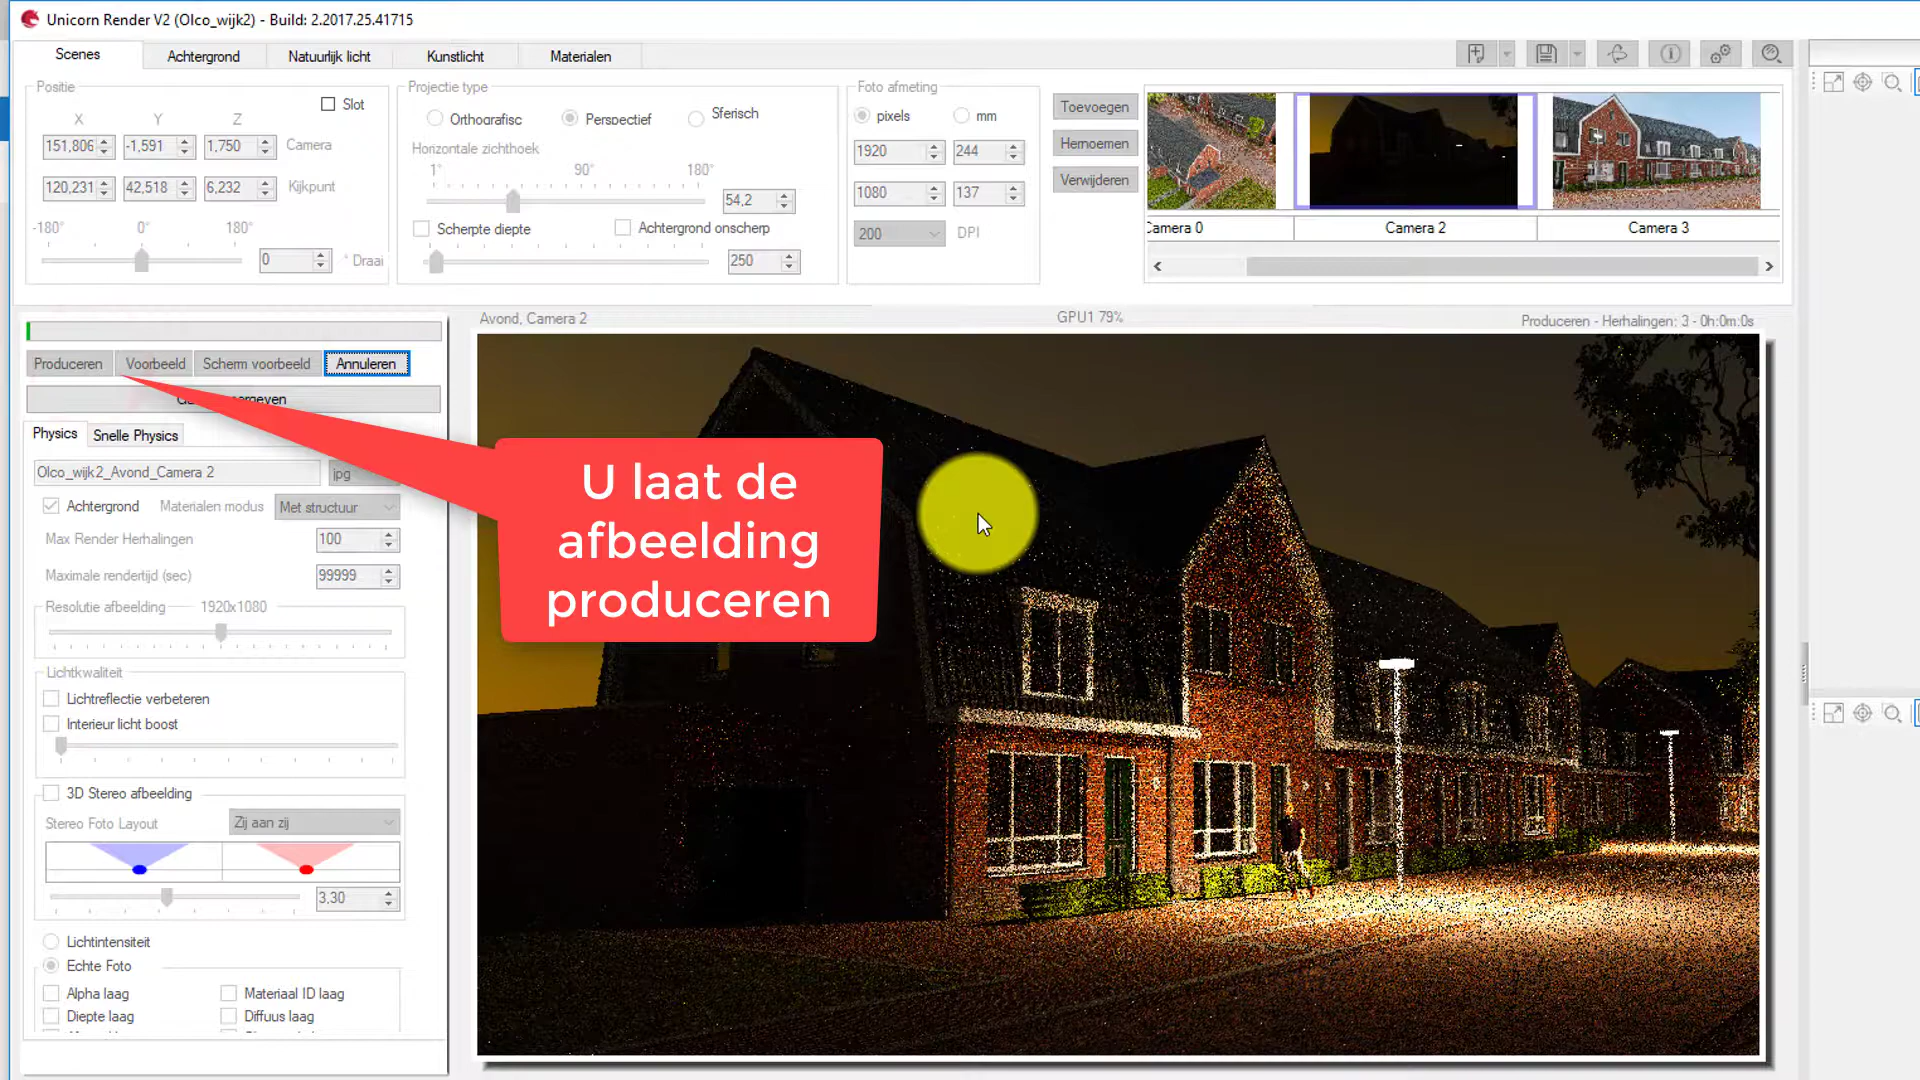 Unicorn Render V2 (Olco_wijk2) - Build: 2.2017.25.41715
Scenes
Achtergrond
Natuurlijk licht
Kunstlicht
Materialen
Positie
X
Y
Z
Slot
151,806
-1,591
1,750
Camera
120,231
42,518
6,232
Kijkpunt
-180°
0°
180°
0
° Draai
Projectie type
Orthografisc
Perspectief
Sferisch
Horizontale zichthoek
1°
90°
180°
54,2
Scherpte diepte
Achtergrond onscherp
250
Foto afmeting
pixels
mm
1920
244
1080
137
200
DPI
Toevoegen
Hernoemen
Verwijderen
Camera 0
Camera 2
Camera 3
Produceren
Voorbeeld
Scherm voorbeeld
Annuleren
Physics
Snelle Physics
Olco_wijk2_Avond_Camera 2
jpg
Achtergrond
Materialen modus
Met structuur
Max Render Herhalingen
100
Maximale rendertijd (sec)
99999
Resolutie afbeelding
1920x1080
Lichtkwaliteit
Lichtreflectie verbeteren
Interieur licht boost
3D Stereo afbeelding
Stereo Foto Layout
Zij aan zij
3,30
Lichtintensiteit
Echte Foto
Alpha laag
Materiaal ID laag
Diepte laag
Diffuus laag
Avond, Camera 2
GPU1 79%
Produceren - Herhalingen: 3 - 0h:0m:0s
U laat de
afbeelding
produceren